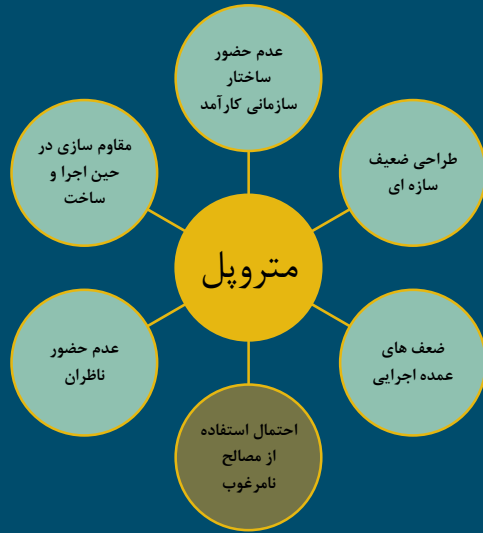 عدم حضور
ساختار
سازمانی کارآمد
طراحی ضعیف
سازه ای
ضعف های
عمده اجرایی
احتمال استفاده
از مصالح
نامرغوب
عدم حضور
ناظران
مقاوم سازی در
حین اجرا و
ساخت
متروپل